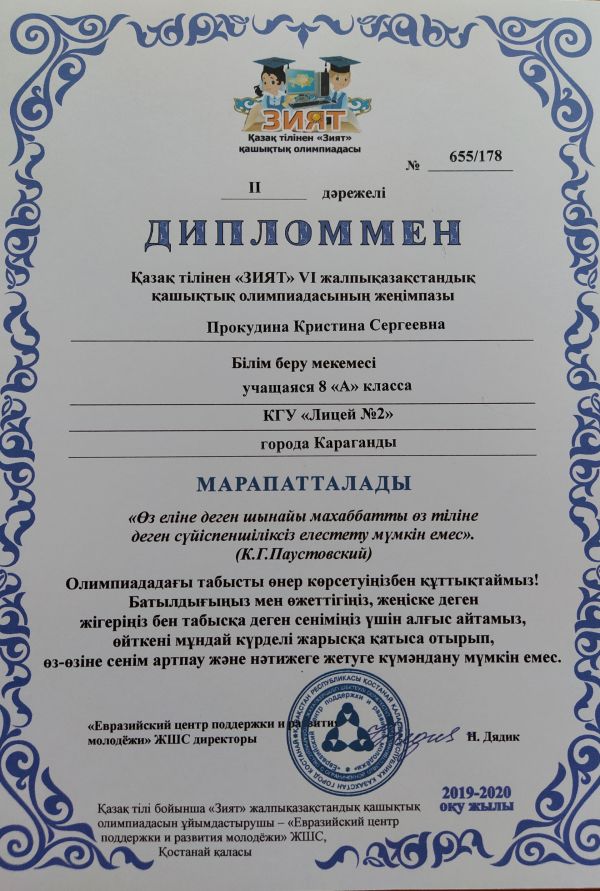 ЗИЯТ
Қазақ тілінен «Зият»
қашықтық олимпиадасы
№ 655/178
II дәрежелі
ДИПЛОММЕН
Қазақ тілінен «ЗИЯТ» VI жалпықазақстандық
қашықтық олимпиадасының жеңімпазы
Прокудина Кристина Сергеевна
Білім беру мекемесі
учащаяся 8 «А» класса
КГУ «Лицей №2»
города Караганды
МАРАПАТТАЛАДЫ
«Өз еліне деген шынайы махаббатты өз тіліне
деген сүйіспеншіліксіз елестету мүмкін емес».
(К.Г.Паустовский)
Олимпиададағы табысты өнер көрсетуіңізбен құттықтаймыз!
Батылдығыңыз мен өжеттігіңіз, жеңіске деген
жігеріңіз бен табысқа деген сеніміңіз үшін алғыс айтамыз,
өйткені мұндай күрделі жарысқа қатыса отырып,
өз-өзіне сенім артпау және нәтижеге жетуге күмәндану мүмкін емес.
«Евразийский центр поддержки и развития
молодёжи» ЖШС директоры
Н. Дядик
2019-2020
оқу жылы
Қазақ тілі бойынша «Зият» жалпықазақстандық қашықтық
олимпиадасын ұйымдастырушы – «Евразийский центр
поддержки и развития молодёжи» ЖШС,
Қостанай қаласы